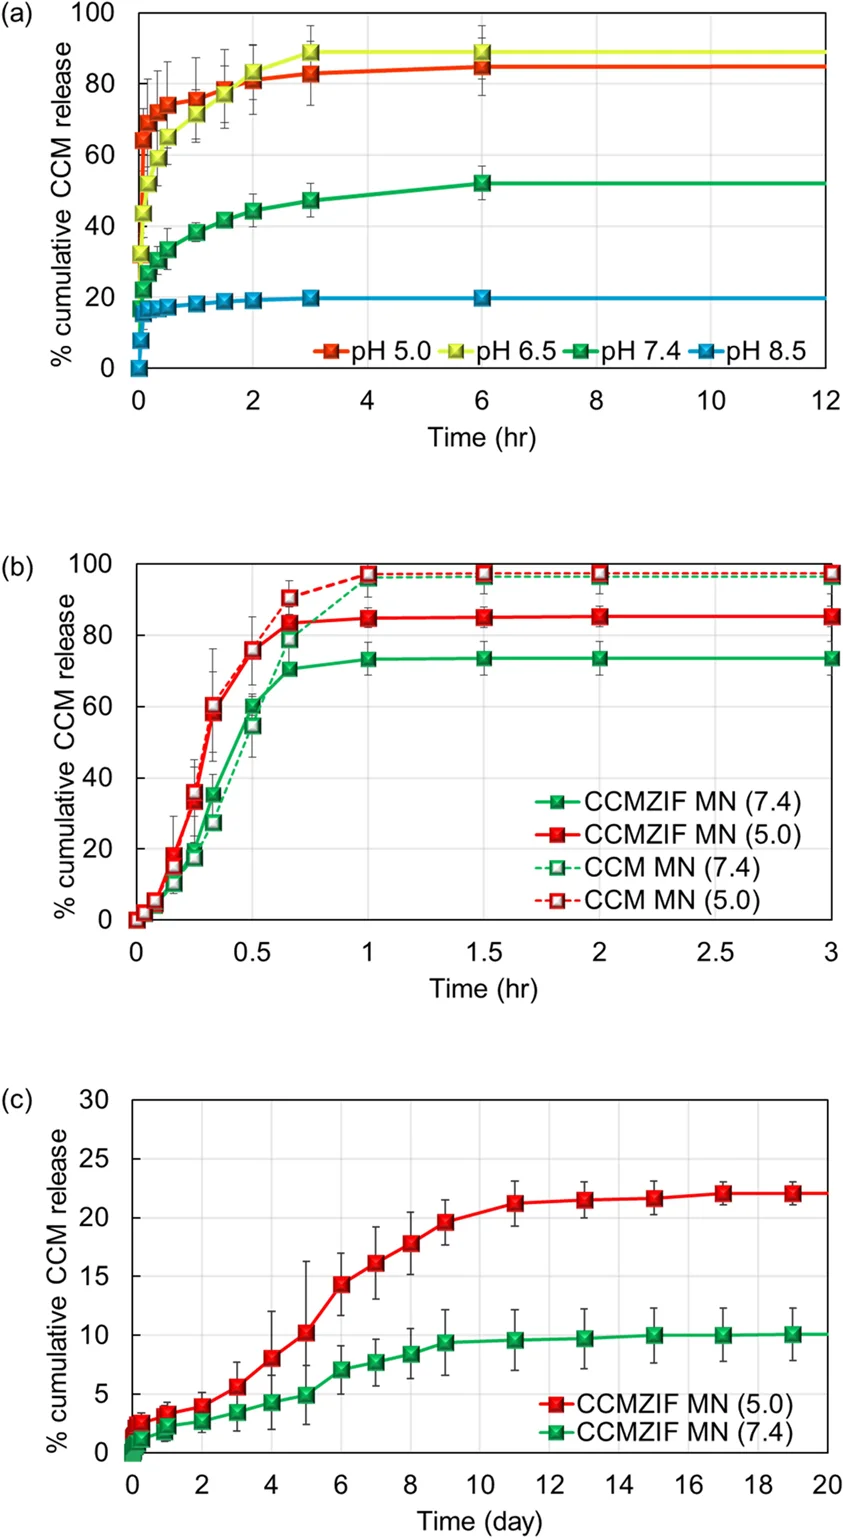 (a)
% cumulative CCM release
100
80
60
40
20
0
pH 5.0 pH 6.5 pH 7.4 pH 8.5
0 2 4 6 8 10 12
Time (hr)
(b)
% cumulative CCM release
100
80
60
40
20
0
CCMZIF MN (7.4)
CCMZIF MN (5.0)
CCM MN (7.4)
CCM MN (5.0)
0 0.5 1 1.5 2 2.5 3
Time (hr)
(c)
% cumulative CCM release
30
25
20
15
10
5
0
CCMZIF MN (5.0)
CCMZIF MN (7.4)
0 2 4 6 8 10 12 14 16 18 20
Time (day)